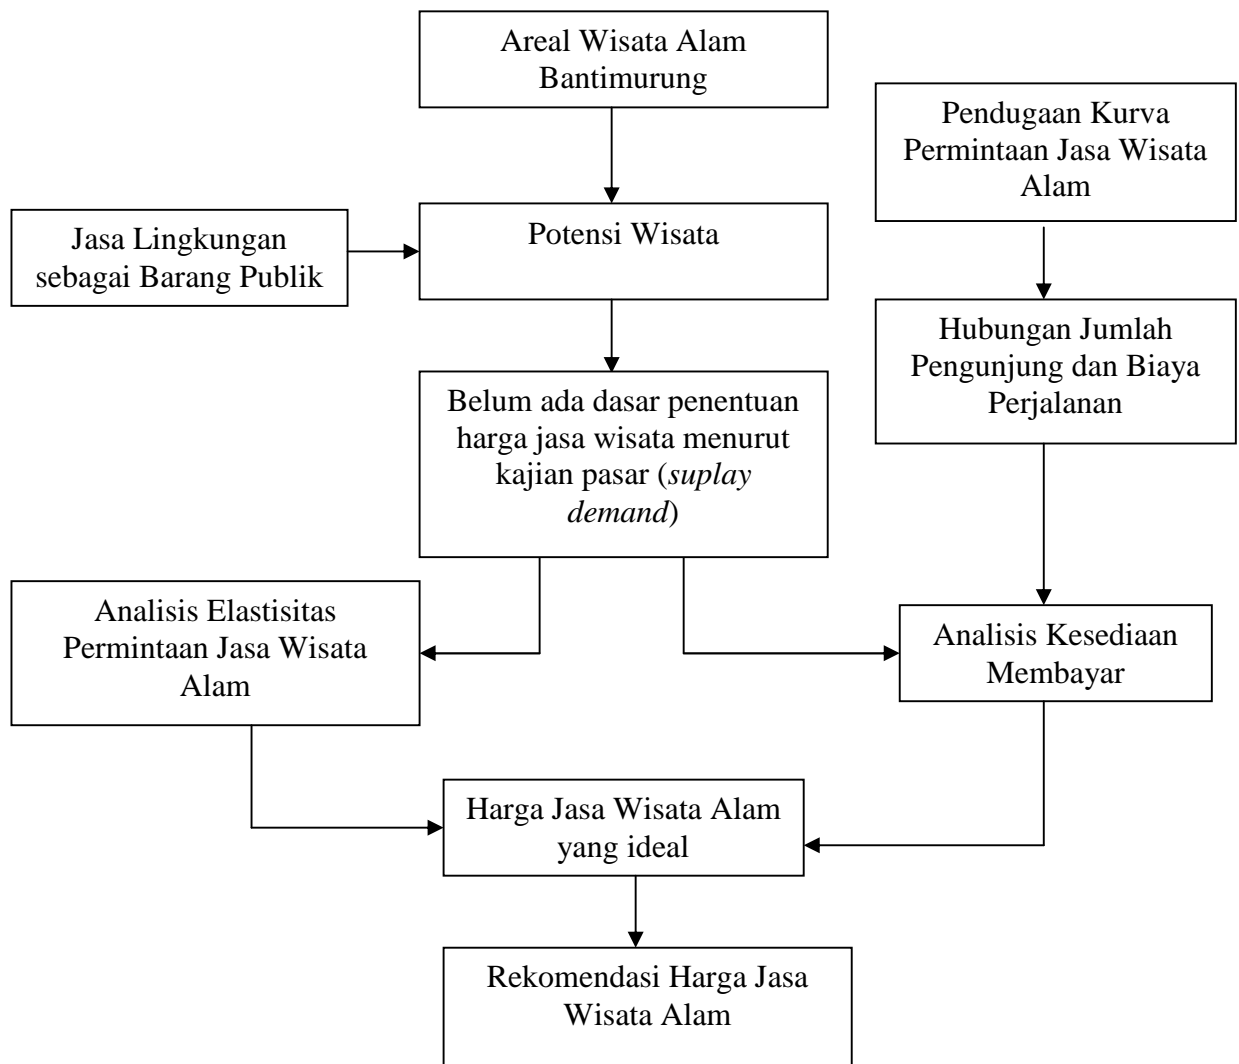 Areal Wisata Alam
Bantimurung
Pendugaan Kurva
Permintaan Jasa Wisata
Alam
Jasa Lingkungan
sebagai Barang Publik
Potensi Wisata
Hubungan Jumlah
Pengunjung dan Biaya
Perjalanan
Belum ada dasar penentuan
harga jasa wisata menurut
kajian pasar (suplay
demand)
Analisis Elastisitas
Permintaan Jasa Wisata
Alam
Analisis Kesediaan
Membayar
Harga Jasa Wisata Alam
yang ideal
Rekomendasi Harga Jasa
Wisata Alam